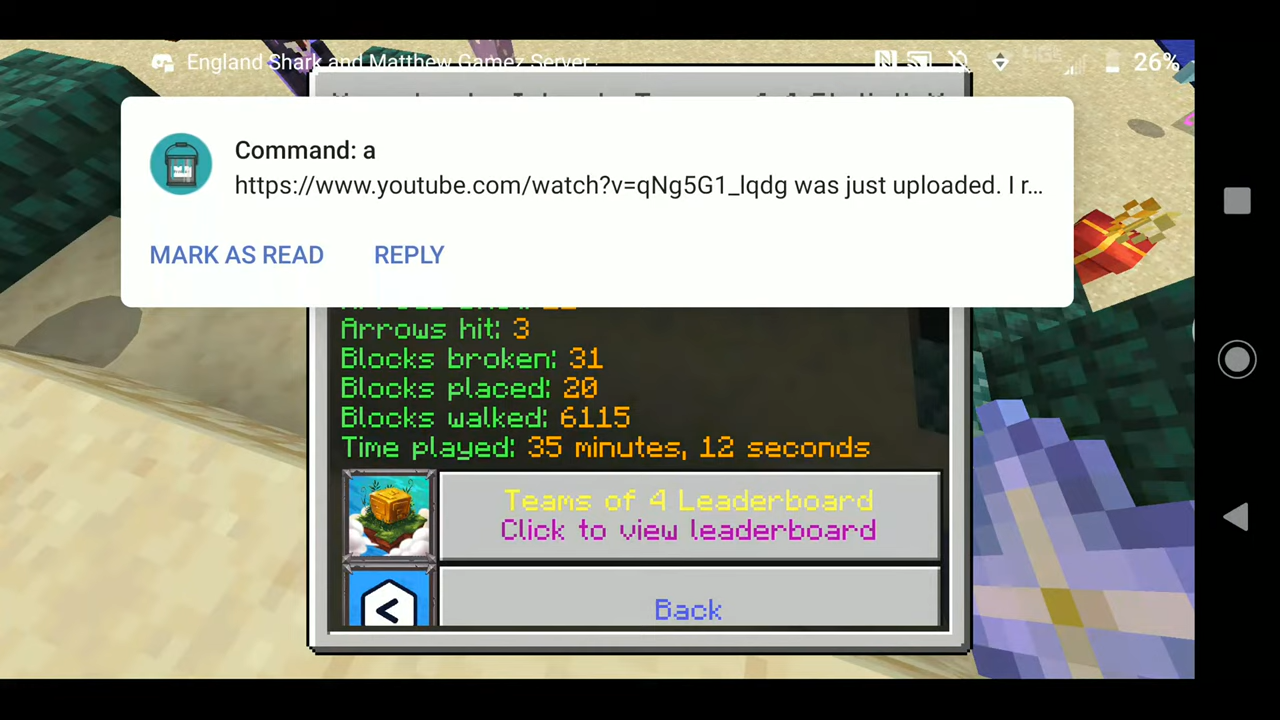 England Shark and Matthew Gamez Server
26%
Command: a
https://www.youtube.com/watch?v=qNg5G1_lqdg was just uploaded. I r…
MARK AS READ
REPLY
Arrows hit: 3
Blocks broken: 31
Blocks placed: 20
Blocks walked: 6115
Time played: 35 minutes, 12 seconds
Teams of 4 Leaderboard
Click to view leaderboard
Back